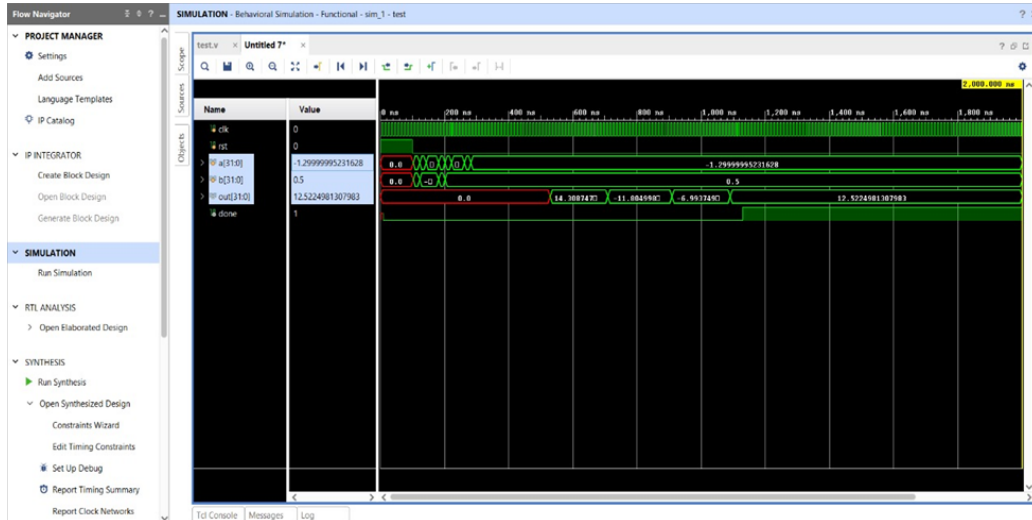 Flow Navigator
SIMULATION - Behavioral Simulation - Functional - sim_1 - test
PROJECT MANAGER
Settings
Add Sources
Language Templates
IP Catalog
IP INTEGRATOR
Create Block Design
Open Block Design
Generate Block Design
SIMULATION
Run Simulation
RTL ANALYSIS
Open Elaborated Design
SYNTHESIS
Run Synthesis
Open Synthesized Design
Constraints Wizard
Edit Timing Constraints
Set Up Debug
Report Timing Summary
Report Clock Networks
Scope
Sources
Objects
test.v
Untitled 7*
2,000.000 ns
Name Value
0 ns 200 ns 400 ns 600 ns 800 ns 1,000 ns 1,200 ns 1,400 ns 1,600 ns 1,800 ns
clk 0
rst 0
a[31:0] -1.29999995231628 0.0 -1.29999995231628
b[31:0] 0.5 0.0 0.5
out[31:0] 12.5224981307983 0.0 12.5224981307983
done 1
Tcl Console Messages Log